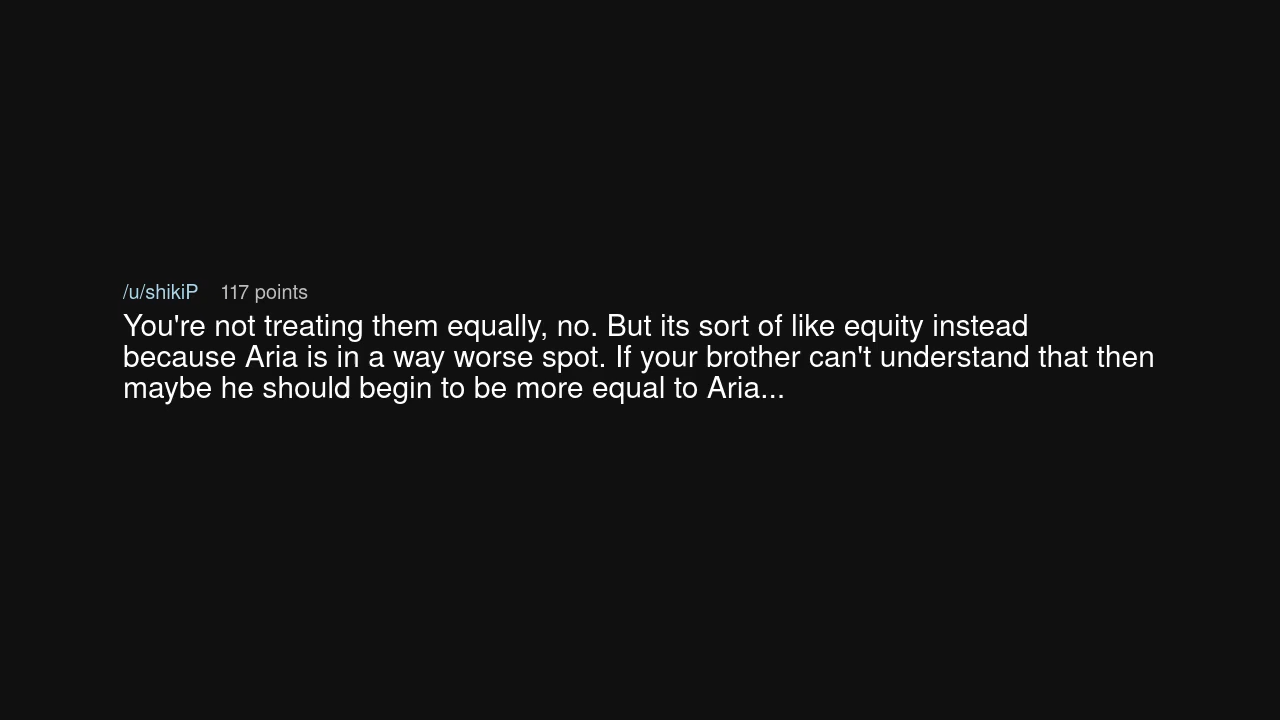 /u/shikiP 117 points
You're not treating them equally, no. But its sort of like equity instead
because Aria is in a way worse spot. If your brother can't understand that then
maybe he should begin to be more equal to Aria...